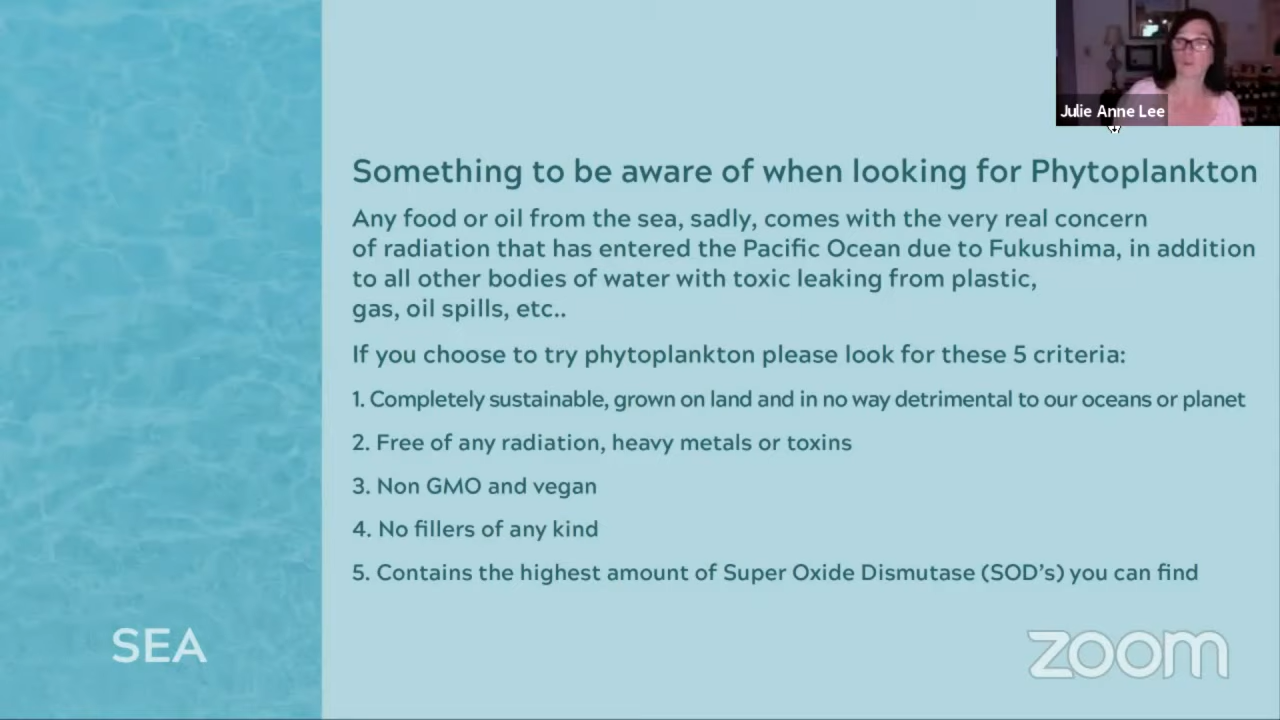 Julie Anne Lee
Something to be aware of when looking for Phytoplankton
Any food or oil from the sea, sadly, comes with the very real concern
of radiation that has entered the Pacific Ocean due to Fukushima, in addition
to all other bodies of water with toxic leaking from plastic,
gas, oil spills, etc..
If you choose to try phytoplankton please look for these 5 criteria:
1. Completely sustainable, grown on land and in no way detrimental to our oceans or planet
2. Free of any radiation, heavy metals or toxins
3. Non GMO and vegan
4. No fillers of any kind
5. Contains the highest amount of Super Oxide Dismutase (SOD's) you can find
SEA
zoom